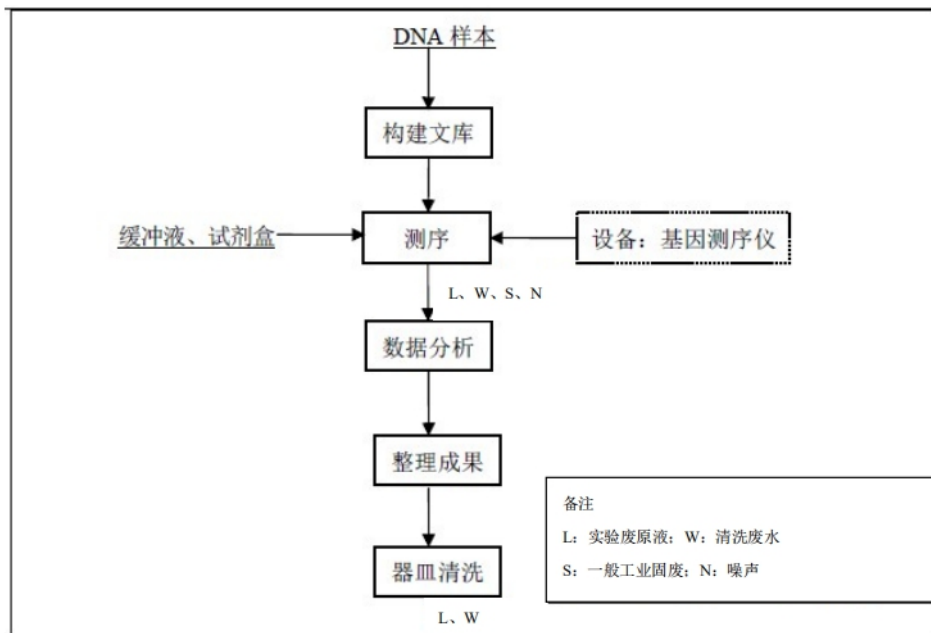 DNA 样本
构建文库
缓冲液、试剂盒
测序
设备：基因测序仪
L、W、S、N
数据分析
整理成果
器皿清洗
L、W
备注
L：实验废原液；W：清洗废水
S：一般工业固废；N：噪声